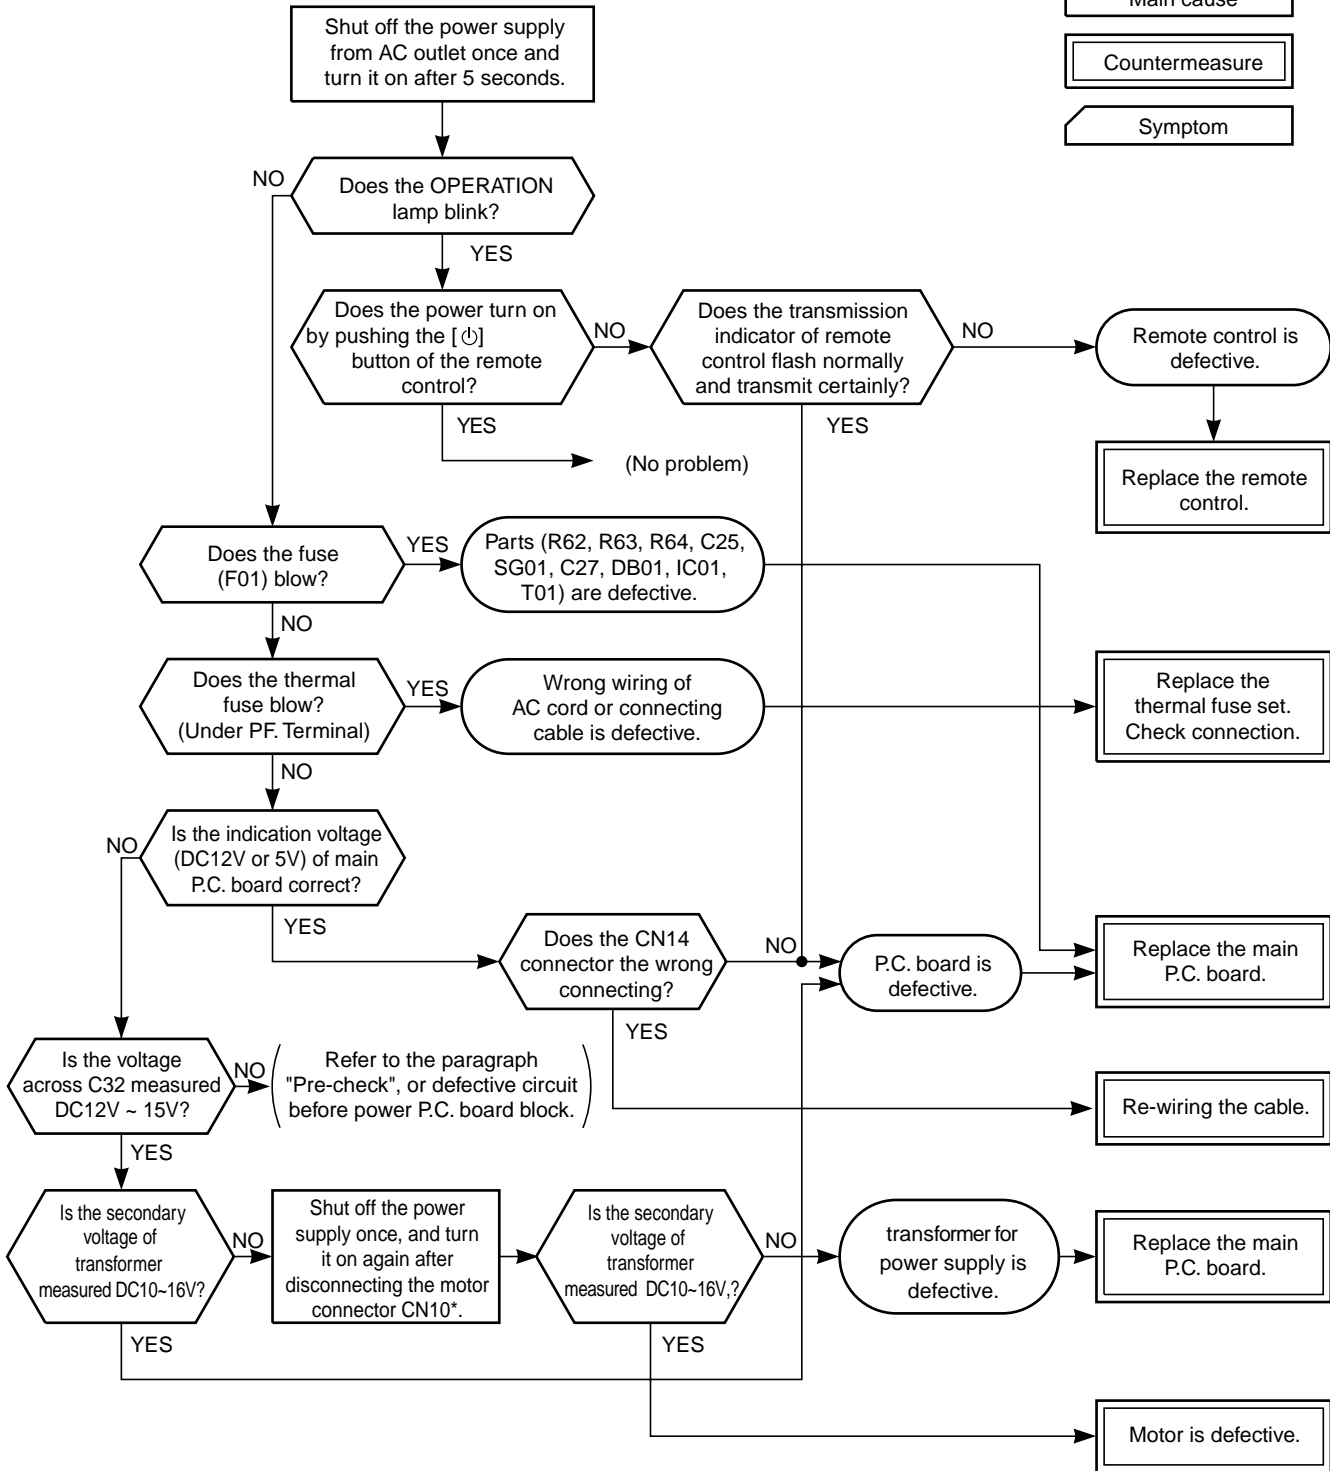 Main cause
Countermeasure
Symptom
Shut off the power supply
from AC outlet once and
turn it on after 5 seconds.
NO
Does the OPERATION
lamp blink?
YES
Does the power turn on
by pushing the [⏻]
button of the remote
control?
NO
Does the transmission
indicator of remote
control flash normally
and transmit certainly?
NO
Remote control is
defective.
YES
YES
(No problem)
Replace the remote
control.
Does the fuse
(F01) blow?
YES
Parts (R62, R63, R64, C25,
SG01, C27, DB01, IC01,
T01) are defective.
NO
Does the thermal
fuse blow?
(Under PF. Terminal)
YES
Wrong wiring of
AC cord or connecting
cable is defective.
Replace the
thermal fuse set.
Check connection.
NO
NO
Is the indication voltage
(DC12V or 5V) of main
P.C. board correct?
YES
Does the CN14
connector the wrong
connecting?
NO
P.C. board is
defective.
Replace the main
P.C. board.
YES
Is the voltage
across C32 measured
DC12V ~ 15V?
NO
Refer to the paragraph
"Pre-check", or defective circuit
before power P.C. board block.
Re-wiring the cable.
YES
Is the secondary
voltage of
transformer
measured DC10~16V?
NO
Shut off the power
supply once, and turn
it on again after
disconnecting the motor
connector CN10*.
Is the secondary
voltage of
transformer
measured DC10~16V,?
NO
transformer for
power supply is
defective.
Replace the main
P.C. board.
YES
YES
Motor is defective.